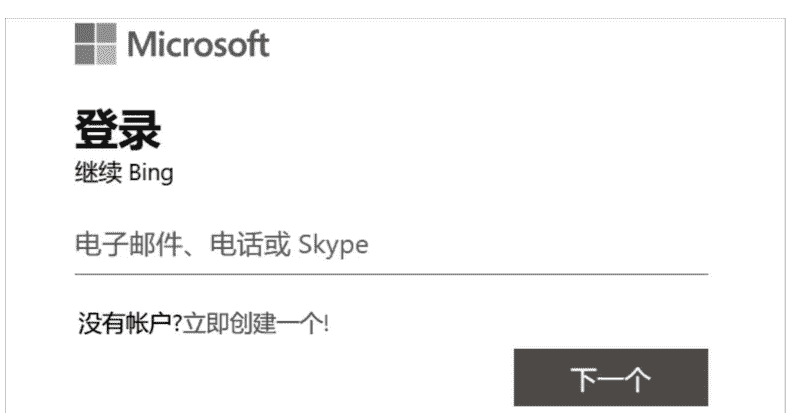 Microsoft
登录
继续 Bing
电子邮件、电话或 Skype
没有帐户?立即创建一个!
下一个